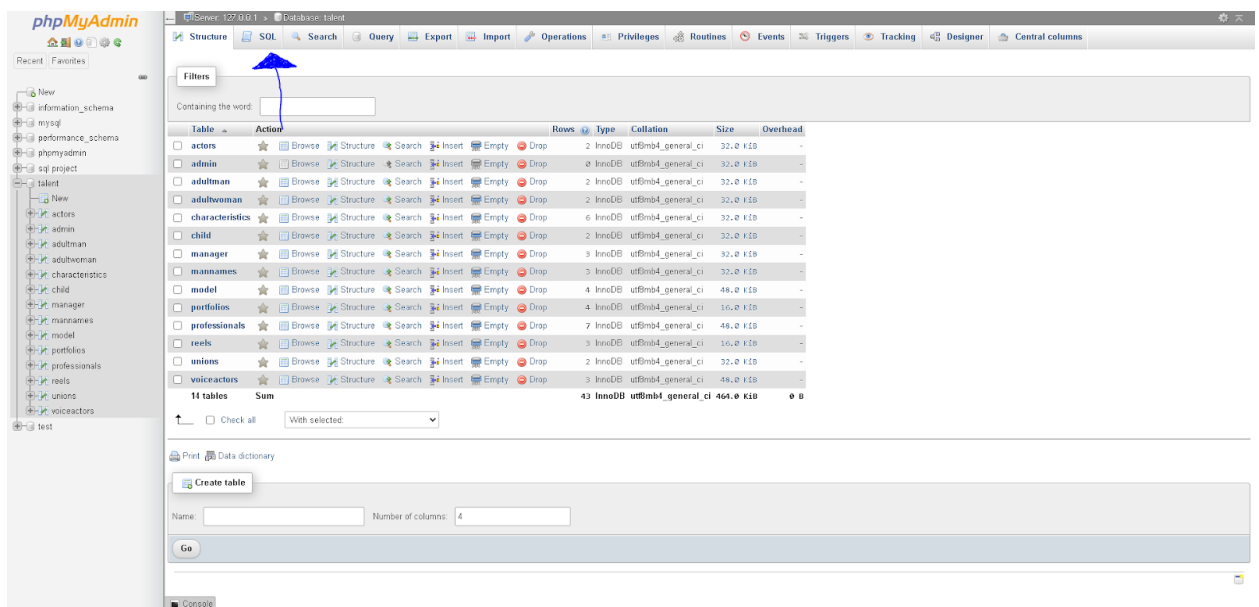 phpMyAdmin
Recent Favorites
New
information_schema
mysql
performance_schema
phpmyadmin
sql project
talent
New
actors
admin
adultman
adultwoman
characteristics
child
manager
mannames
model
portfolios
professionals
reels
unions
voiceactors
test
Server: 127.0.0.1 » Database: talent
Structure SQL Search Query Export Import Operations Privileges Routines Events Triggers Tracking Designer Central columns
Filters
Containing the word:
Table Action Rows Type Collation Size Overhead
actors Browse Structure Search Insert Empty Drop 2 InnoDB utf8mb4_general_ci 32.0 KiB -
admin Browse Structure Search Insert Empty Drop 0 InnoDB utf8mb4_general_ci 32.0 KiB -
adultman Browse Structure Search Insert Empty Drop 2 InnoDB utf8mb4_general_ci 32.0 KiB -
adultwoman Browse Structure Search Insert Empty Drop 2 InnoDB utf8mb4_general_ci 32.0 KiB -
characteristics Browse Structure Search Insert Empty Drop 6 InnoDB utf8mb4_general_ci 32.0 KiB -
child Browse Structure Search Insert Empty Drop 2 InnoDB utf8mb4_general_ci 32.0 KiB -
manager Browse Structure Search Insert Empty Drop 3 InnoDB utf8mb4_general_ci 32.0 KiB -
mannames Browse Structure Search Insert Empty Drop 3 InnoDB utf8mb4_general_ci 32.0 KiB -
model Browse Structure Search Insert Empty Drop 4 InnoDB utf8mb4_general_ci 48.0 KiB -
portfolios Browse Structure Search Insert Empty Drop 4 InnoDB utf8mb4_general_ci 16.0 KiB -
professionals Browse Structure Search Insert Empty Drop 7 InnoDB utf8mb4_general_ci 48.0 KiB -
reels Browse Structure Search Insert Empty Drop 3 InnoDB utf8mb4_general_ci 16.0 KiB -
unions Browse Structure Search Insert Empty Drop 2 InnoDB utf8mb4_general_ci 32.0 KiB -
voiceactors Browse Structure Search Insert Empty Drop 3 InnoDB utf8mb4_general_ci 48.0 KiB -
14 tables Sum 43 InnoDB utf8mb4_general_ci 464.0 KiB 0 B
Check all With selected:
Print Data dictionary
Create table
Name: Number of columns: 4
Go
Console